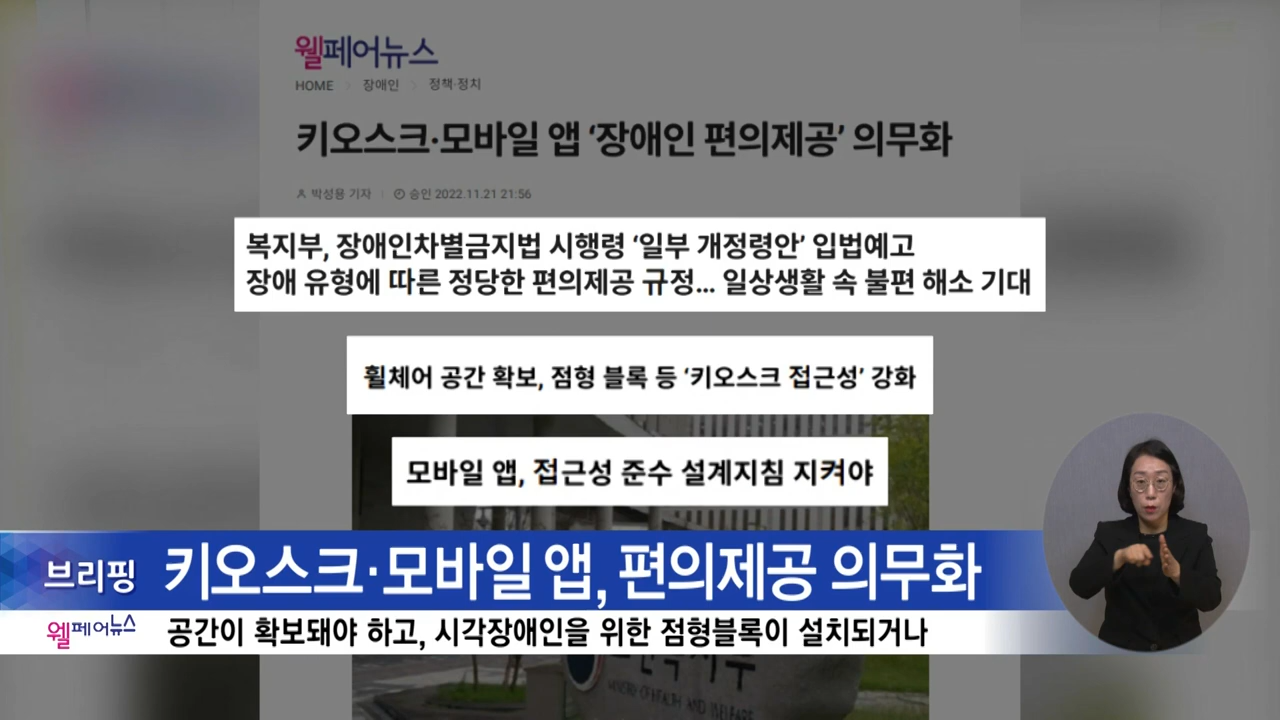 웰페어뉴스
HOME > 장애인 > 정책·정치
키오스크·모바일 앱 ‘장애인 편의제공’ 의무화
박성용 기자 | 승인 2022.11.21 21:56
복지부, 장애인차별금지법 시행령 ‘일부 개정령안’ 입법예고
장애 유형에 따른 정당한 편의제공 규정... 일상생활 속 불편 해소 기대
휠체어 공간 확보, 점형 블록 등 ‘키오스크 접근성’ 강화
모바일 앱, 접근성 준수 설계지침 지켜야
브리핑 키오스크·모바일 앱, 편의제공 의무화
웰페어뉴스 공간이 확보돼야 하고, 시각장애인을 위한 점형블록이 설치되거나
MINISTRY OF HEALTH AND WELFARE